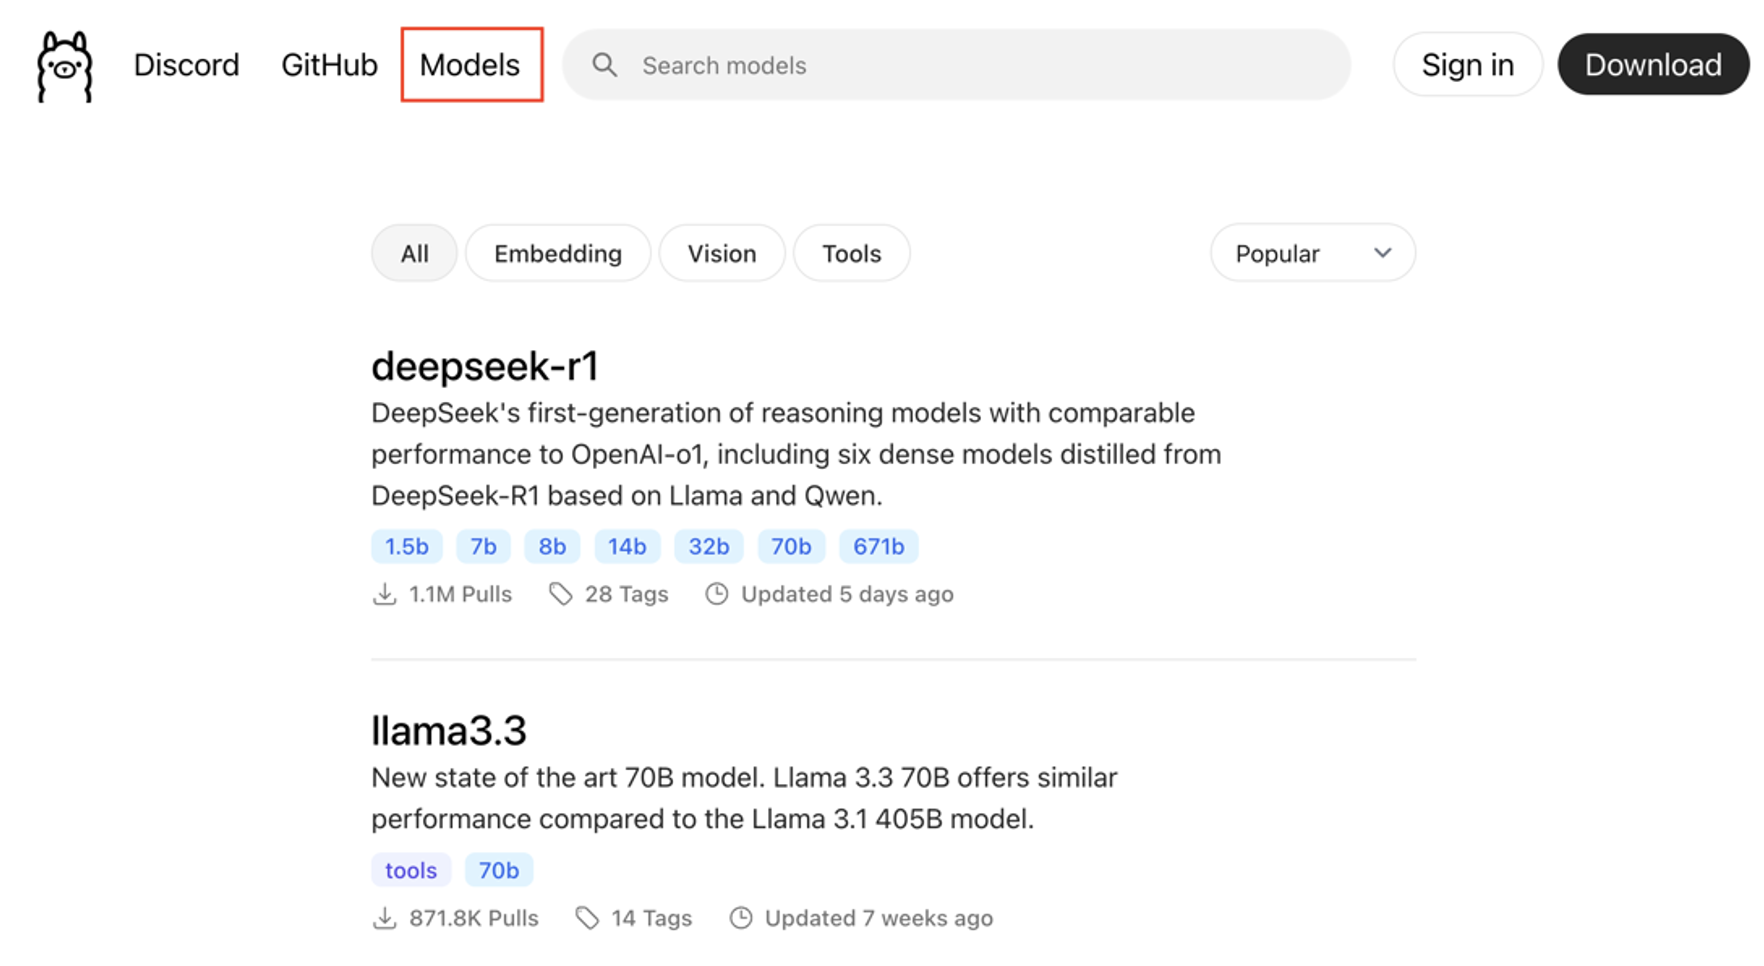 Discord GitHub Models Search models Sign in Download
All Embedding Vision Tools Popular
deepseek-r1
DeepSeek's first-generation of reasoning models with comparable
performance to OpenAI-o1, including six dense models distilled from
DeepSeek-R1 based on Llama and Qwen.
1.5b 7b 8b 14b 32b 70b 671b
1.1M Pulls 28 Tags Updated 5 days ago
llama3.3
New state of the art 70B model. Llama 3.3 70B offers similar
performance compared to the Llama 3.1 405B model.
tools 70b
871.8K Pulls 14 Tags Updated 7 weeks ago